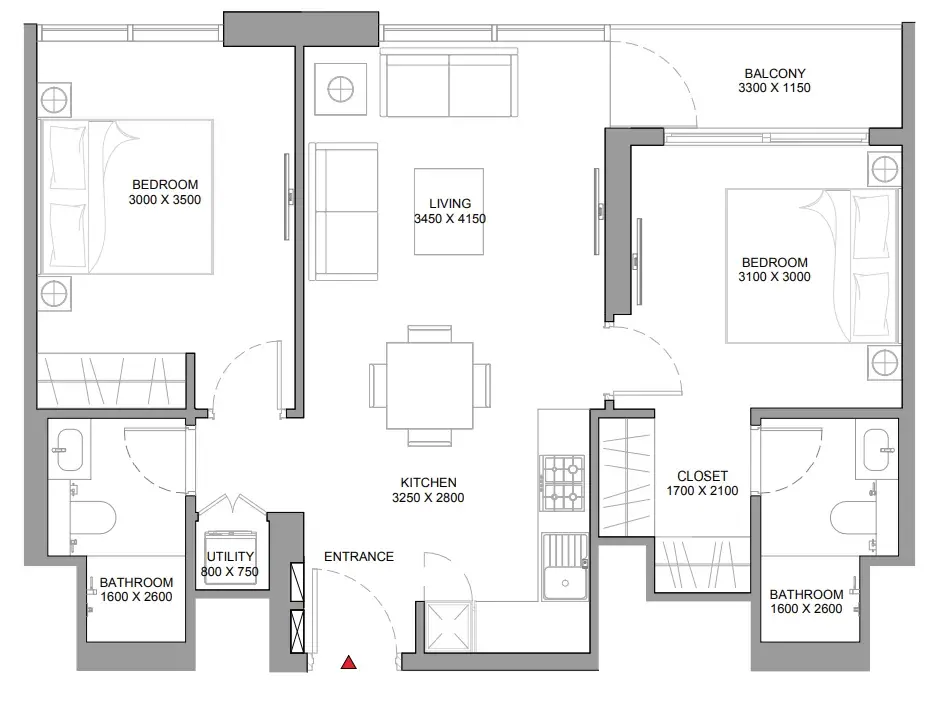 BALCONY
3300 X 1150
BEDROOM
3000 X 3500
LIVING
3450 X 4150
BEDROOM
3100 X 3000
KITCHEN
3250 X 2800
CLOSET
1700 X 2100
ENTRANCE
UTILITY
800 X 750
BATHROOM
1600 X 2600
BATHROOM
1600 X 2600